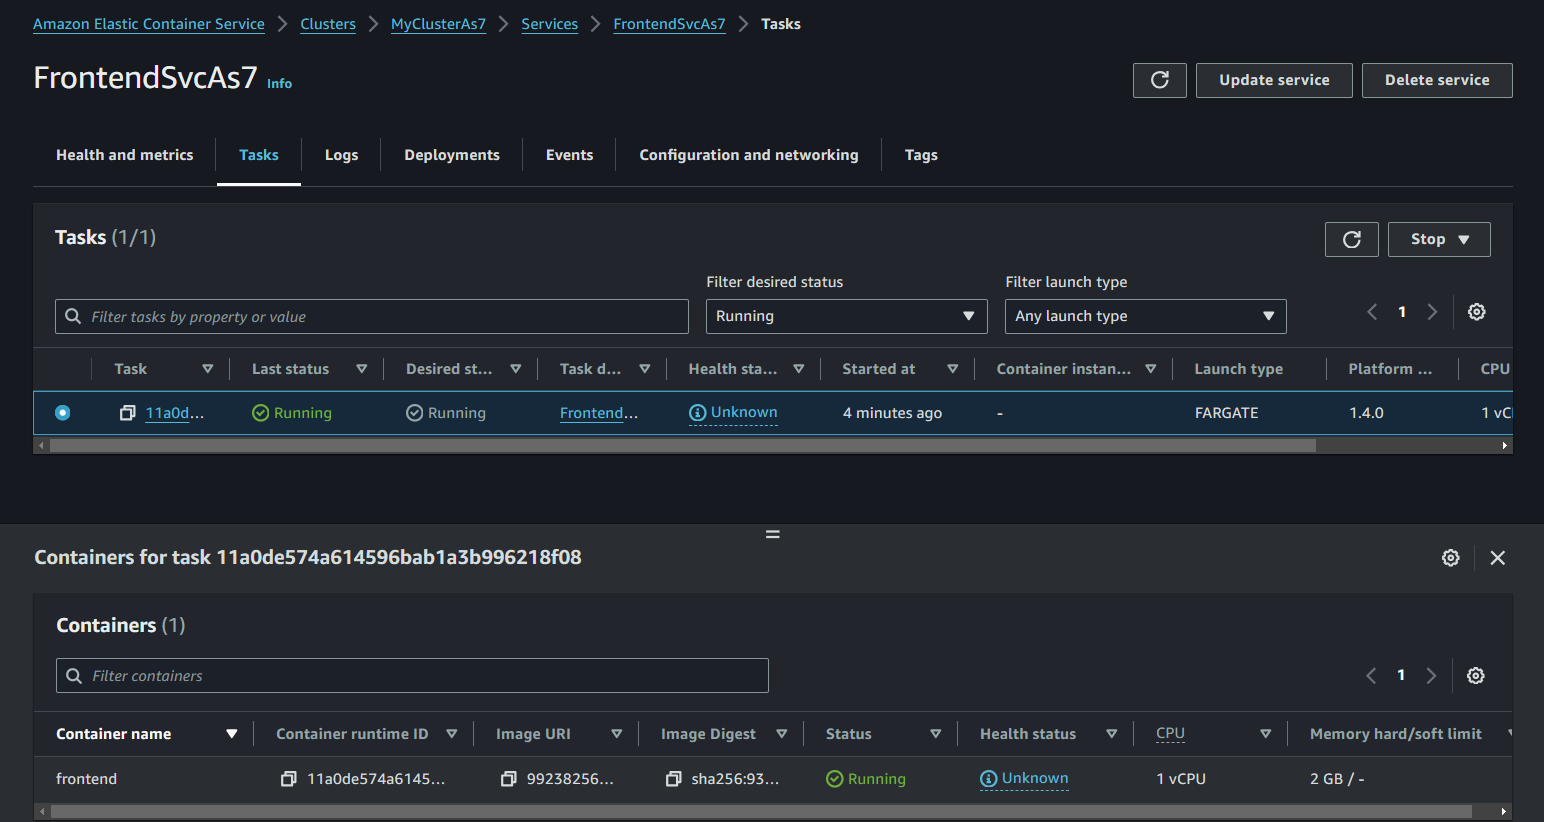 Amazon Elastic Container Service > Clusters > MyClusterAs7 > Services > FrontendSvcAs7 > Tasks
FrontendSvcAs7 Info
Update service
Delete service
Health and metrics
Tasks
Logs
Deployments
Events
Configuration and networking
Tags
Tasks (1/1)
Stop
Filter desired status
Filter launch type
Filter tasks by property or value
Running
Any launch type
1
Task
Last status
Desired st...
Task d...
Health sta...
Started at
Container instan...
Launch type
Platform ...
CPU
11a0d...
Running
Running
Frontend...
Unknown
4 minutes ago
-
FARGATE
1.4.0
1 vC
Containers for task 11a0de574a614596bab1a3b996218f08
Containers (1)
Filter containers
1
Container name
Container runtime ID
Image URI
Image Digest
Status
Health status
CPU
Memory hard/soft limit
frontend
11a0de574a6145...
99238256...
sha256:93...
Running
Unknown
1 vCPU
2 GB / -